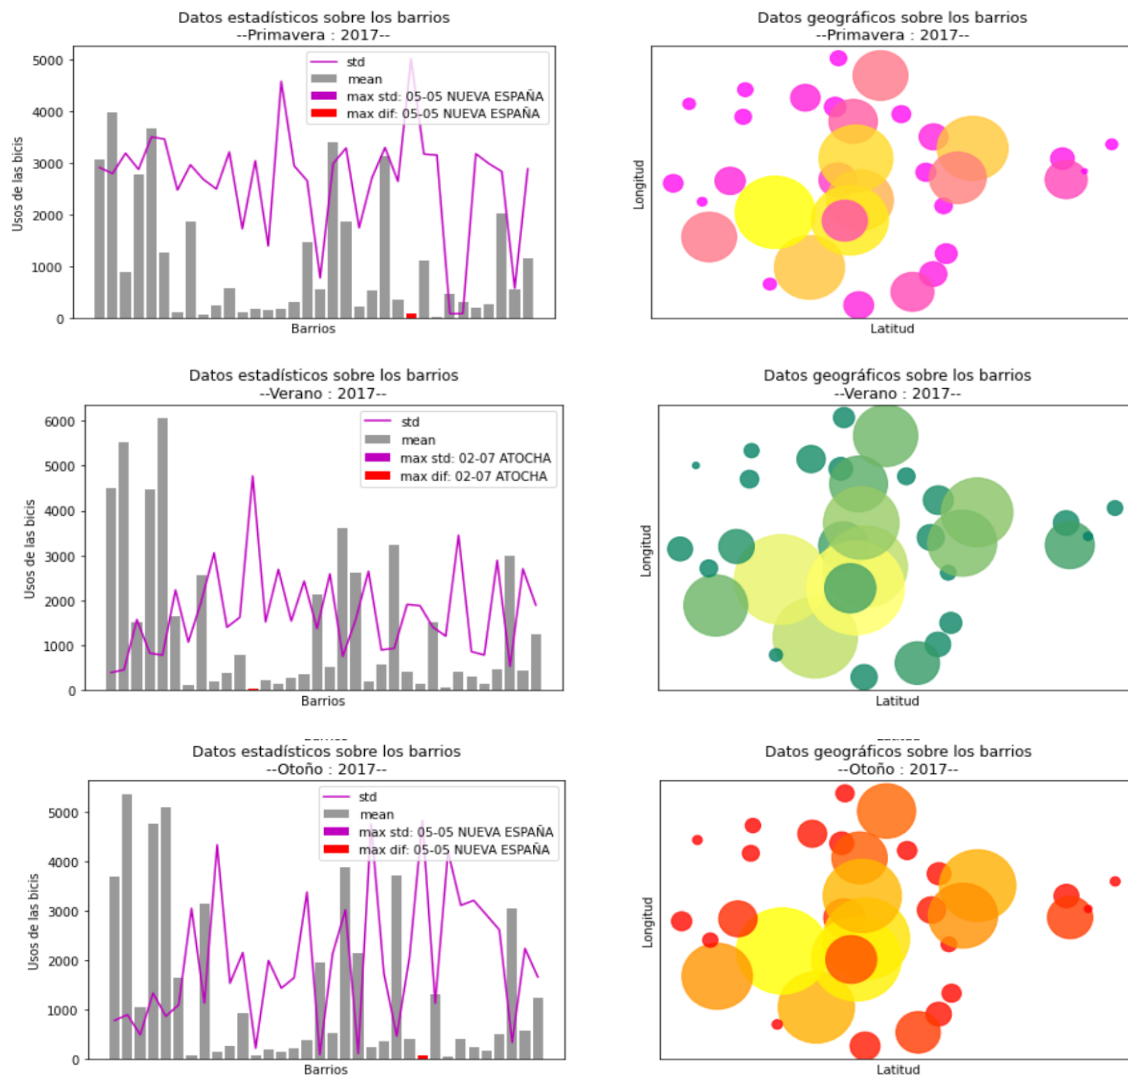 Datos estadísticos sobre los barrios
--Primavera : 2017--
5000
4000
3000
2000
1000
0
Usos de las bicis
Barrios
std
mean
max std: 05-05 NUEVA ESPAÑA
max dif: 05-05 NUEVA ESPAÑA
Datos geográficos sobre los barrios
--Primavera : 2017--
Longitud
Latitud
Datos estadísticos sobre los barrios
--Verano : 2017--
6000
5000
4000
3000
2000
1000
0
Usos de las bicis
Barrios
std
mean
max std: 02-07 ATOCHA
max dif: 02-07 ATOCHA
Datos geográficos sobre los barrios
--Verano : 2017--
Longitud
Latitud
Datos estadísticos sobre los barrios
--Otoño : 2017--
5000
4000
3000
2000
1000
0
Usos de las bicis
Barrios
std
mean
max std: 05-05 NUEVA ESPAÑA
max dif: 05-05 NUEVA ESPAÑA
Datos geográficos sobre los barrios
--Otoño : 2017--
Longitud
Latitud